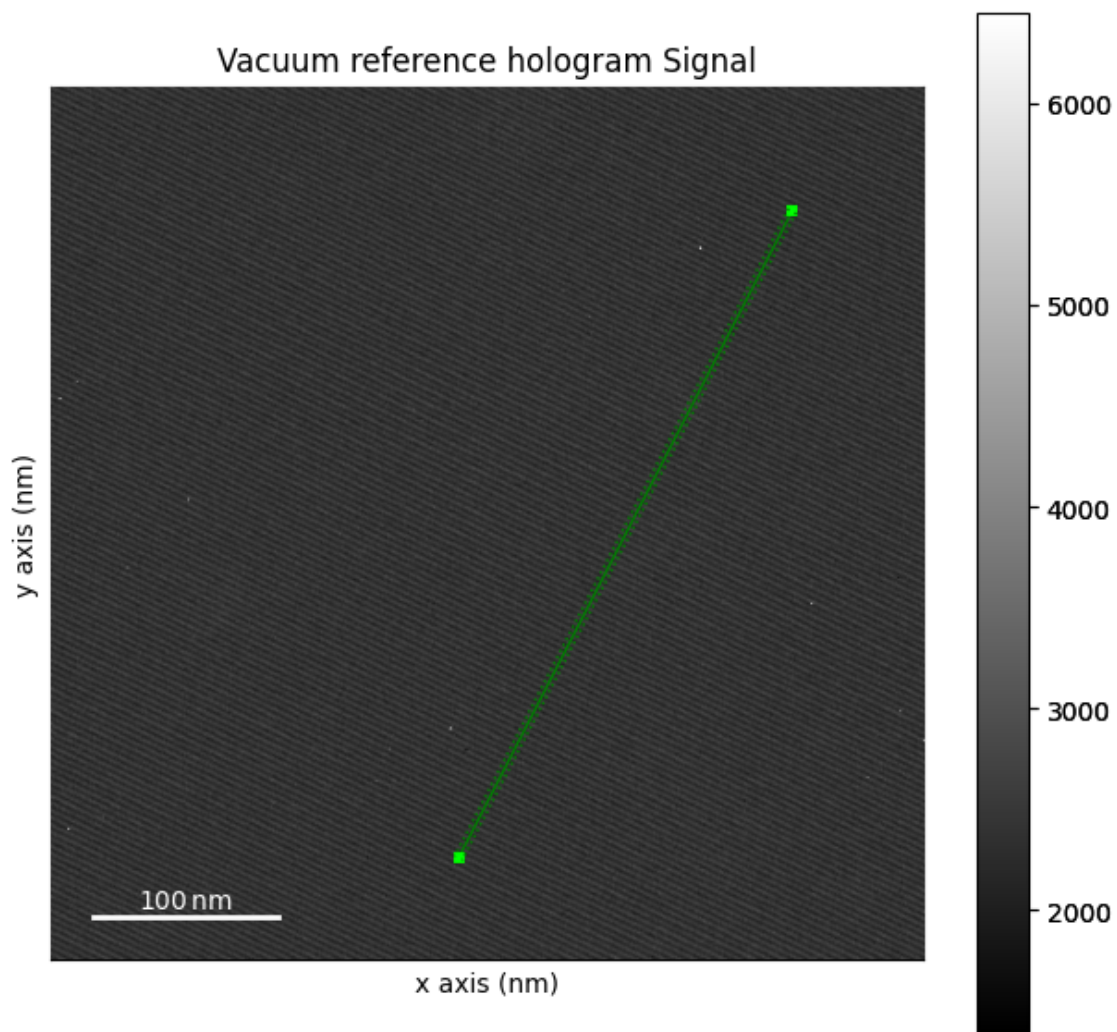 Vacuum reference hologram Signal
6000
5000
4000
3000
2000
y axis (nm)
100 nm
x axis (nm)